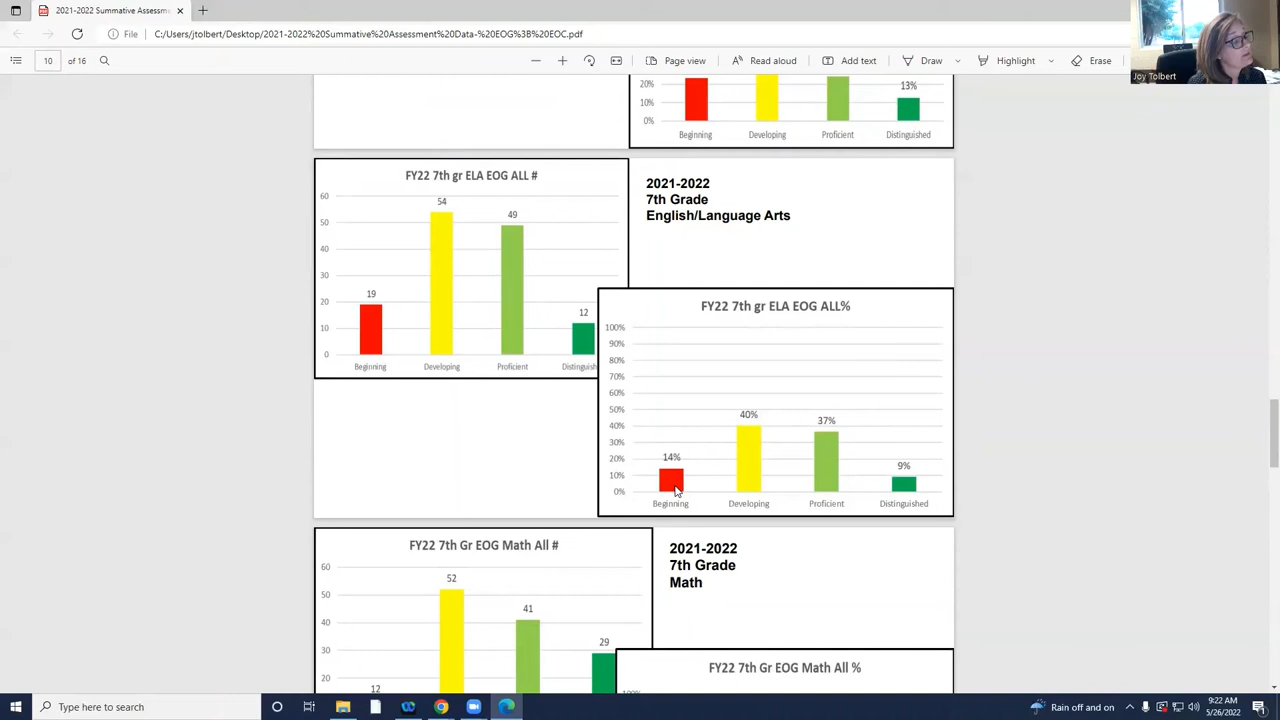 2021-2022 Summative Assessm
File
C:/Users/jtolbert/Desktop/2021-2022%20Summative%20Assessment%20Data-%20EOG%3B%20EOC.pdf
10 of 16
Page view
Read aloud
Add text
Draw
Highlight
Erase
Joy Tolbert
20%
10%
0%
13%
Beginning Developing Proficient Distinguished
FY22 7th gr ELA EOG ALL #
60
50
40
30
20
10
0
19
54
49
12
Beginning Developing Proficient Distinguish
2021-2022
7th Grade
English/Language Arts
FY22 7th gr ELA EOG ALL%
100%
90%
80%
70%
60%
50%
40%
30%
20%
10%
0%
14%
40%
37%
9%
Beginning Developing Proficient Distinguished
FY22 7th Gr EOG Math All #
60
50
40
30
20
12
52
41
29
2021-2022
7th Grade
Math
FY22 7th Gr EOG Math All %
100%
Type here to search
Rain off and on
9:22 AM
5/26/2022
1